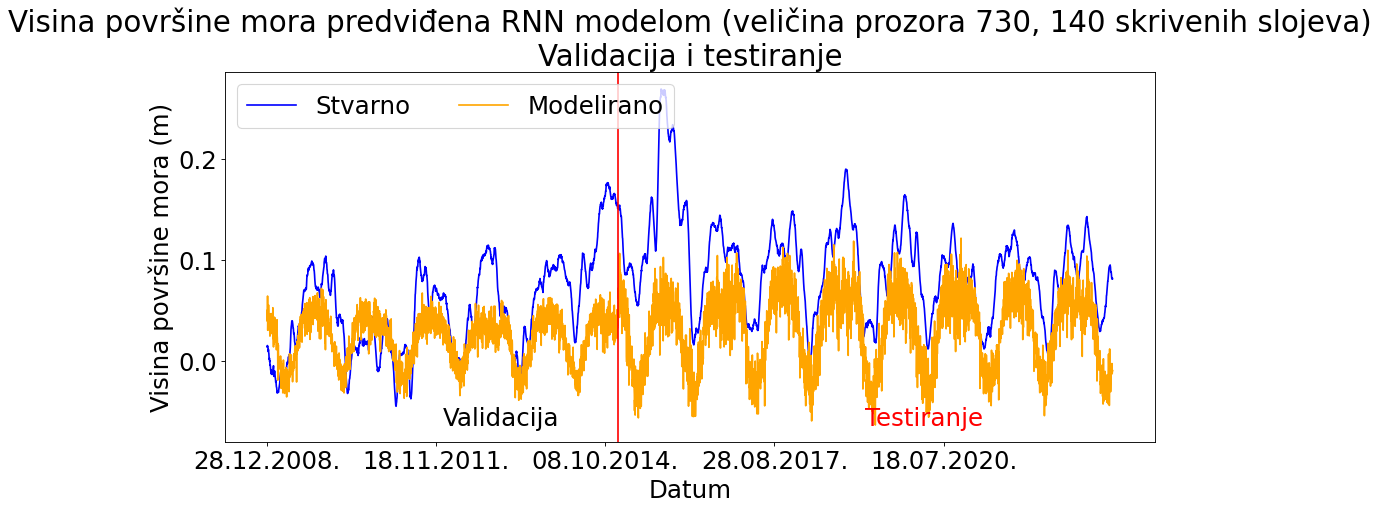 Visina površine mora predviđena RNN modelom (veličina prozora 730, 140 skrivenih slojeva)
Validacija i testiranje
Stvarno
Modelirano
Visina površine mora (m)
0.2
0.1
0.0
Validacija
Testiranje
28.12.2008.
18.11.2011.
08.10.2014.
28.08.2017.
18.07.2020.
Datum